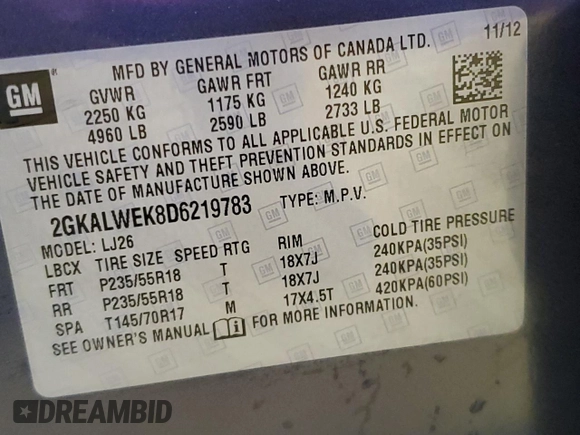 GM
MFD BY GENERAL MOTORS OF CANADA LTD. 11/12
GVWR GAWR FRT GAWR RR
2250 KG 1175 KG 1240 KG
4960 LB 2590 LB 2733 LB
THIS VEHICLE CONFORMS TO ALL APPLICABLE U.S. FEDERAL MOTOR
VEHICLE SAFETY AND THEFT PREVENTION STANDARDS IN EFFECT ON
THE DATE OF MANUFACTURE SHOWN ABOVE.
2GKALWEK8D6219783 TYPE: M.P.V.
MODEL: LJ26
LBCX TIRE SIZE SPEED RTG RIM COLD TIRE PRESSURE
FRT P235/55R18 T 18X7J 240KPA(35PSI)
RR P235/55R18 T 18X7J 240KPA(35PSI)
SPA T145/70R17 M 17X4.5T 420KPA(60PSI)
SEE OWNER'S MANUAL FOR MORE INFORMATION.
DREAMBID